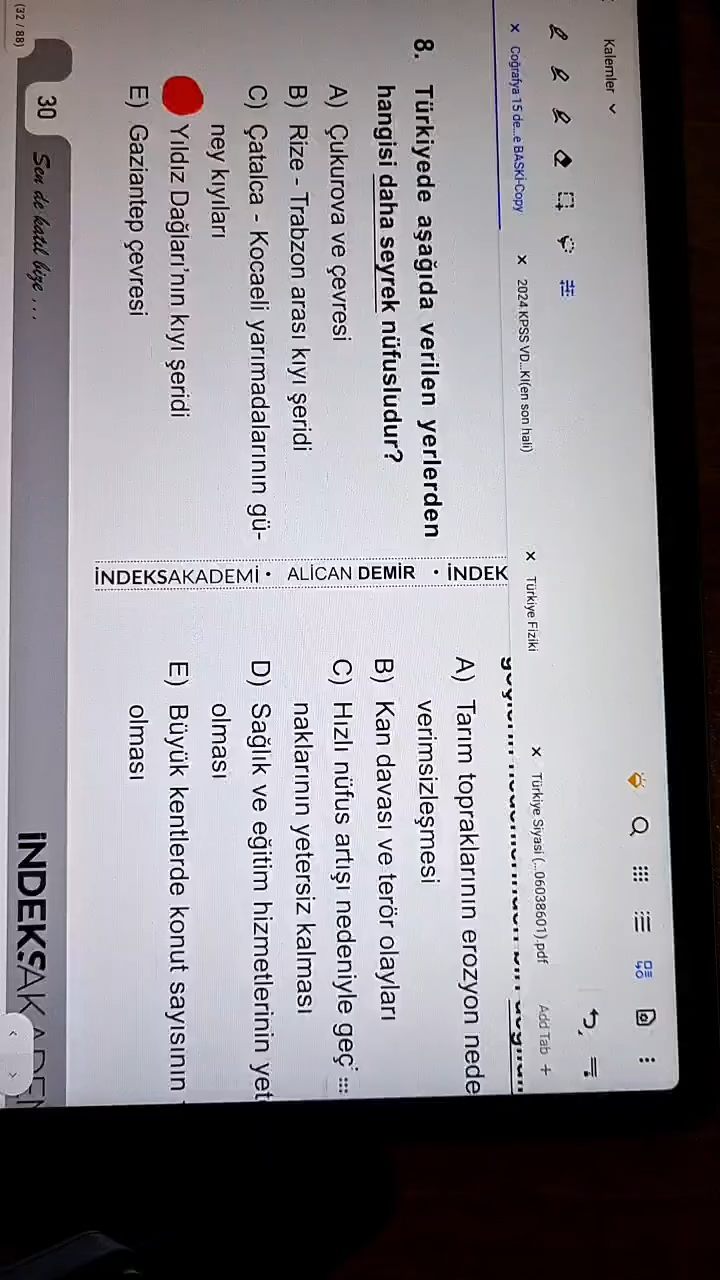 Kalemler
× Coğrafya 15 de...e BASKI-Copy
× 2024 KPSS VD...Kİ(en son hali)
× Türkiye Fiziki
× Türkiye Siyasi (...06038601).pdf
Add Tab +
8. Türkiyede aşağıda verilen yerlerden
hangisi daha seyrek nüfusludur?
A) Çukurova ve çevresi
B) Rize - Trabzon arası kıyı şeridi
C) Çatalca - Kocaeli yarımadalarının gü-
ney kıyıları
Yıldız Dağları'nın kıyı şeridi
E) Gaziantep çevresi
İNDEKSAKADEMİ • ALİCAN DEMİR • İNDEK
A) Tarım topraklarının erozyon nede
verimsizleşmesi
B) Kan davası ve terör olayları
C) Hızlı nüfus artışı nedeniyle geç
naklarının yetersiz kalması
D) Sağlık ve eğitim hizmetlerinin yet
olması
E) Büyük kentlerde konut sayısının
olması
30 Sen de katıl bize ...
İNDEKSAKADEM
(32 / 88)